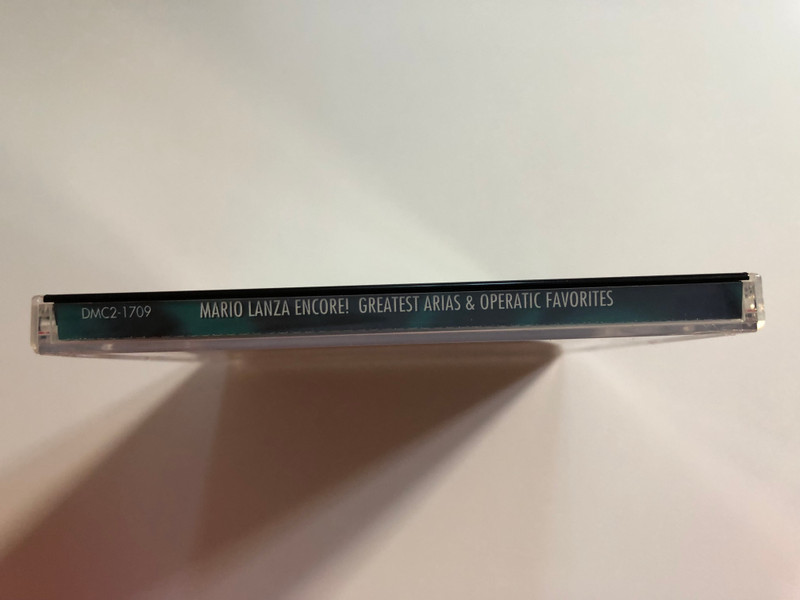 DMC2-1709 MARIO LANZA ENCORE! GREATEST ARIAS & OPERATIC FAVORITES